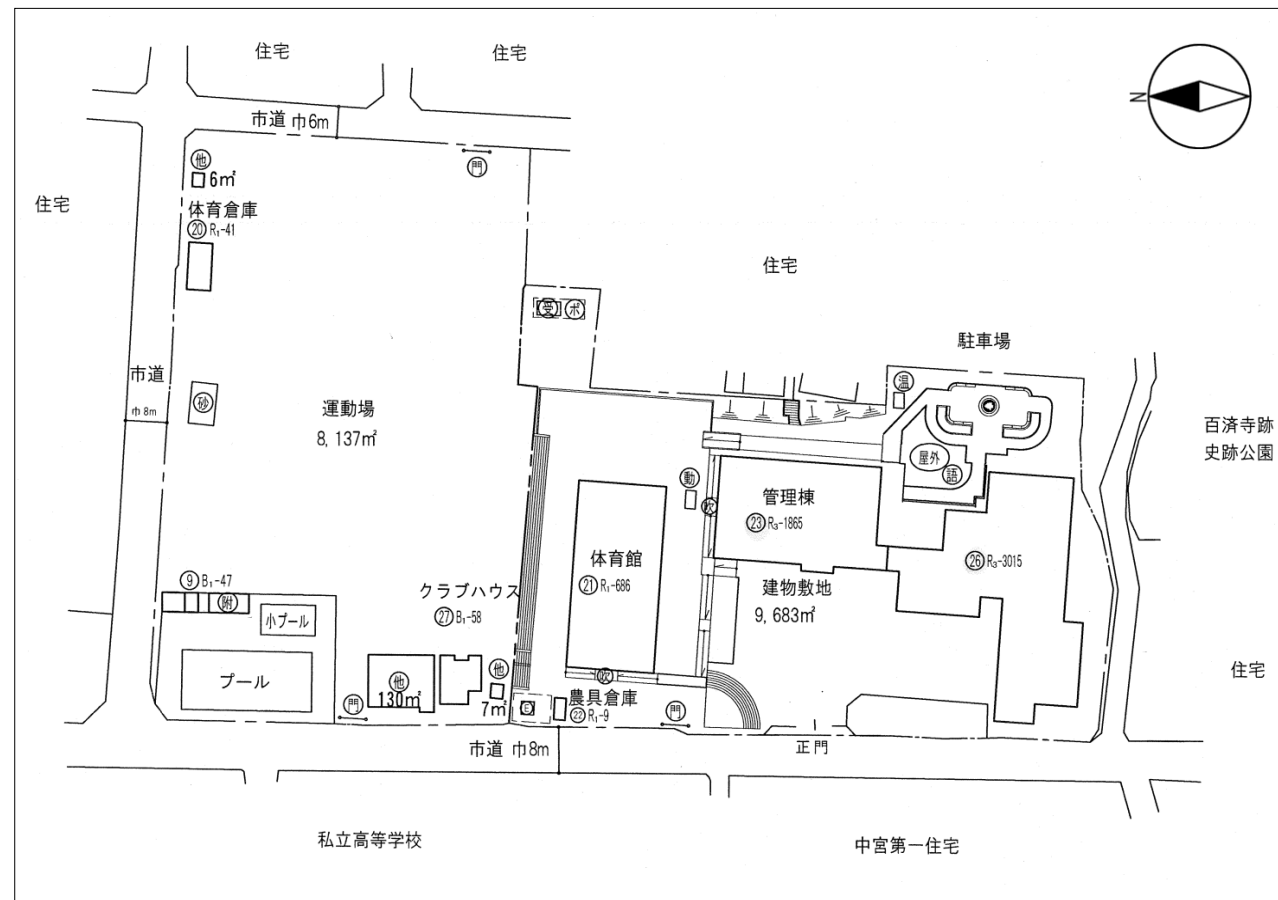 住宅
住宅
N
市道 巾6m
門
他
6㎡
住宅
体育倉庫
⑳ R₁-41
住宅
受 ポ
駐車場
温
市道
巾8m
砂
運動場
8,137㎡
百済寺跡
史跡公園
屋外
語
動
吹
管理棟
㉓ R₃-1865
体育館
㉑ R₁-686
㉖ R₃-3015
⑨ B₁-47
附
クラブハウス
㉗ B₁-58
建物敷地
9,683㎡
小プール
プール
他
130㎡
他
7㎡
吹
門
E
農具倉庫
㉒ R₁-9
門
住宅
市道 巾8m
正門
私立高等学校
中宮第一住宅